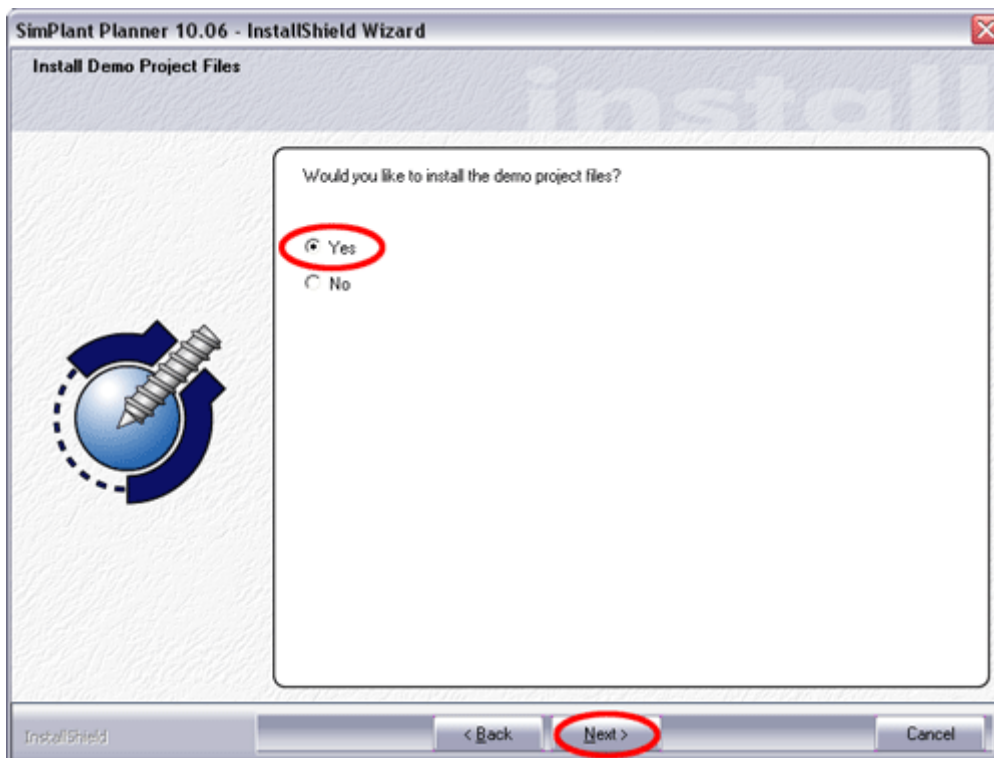 SimPlant Planner 10.06 - InstallShield Wizard
Install Demo Project Files
install
Would you like to install the demo project files?
Yes
No
InstallShield
< Back
Next >
Cancel